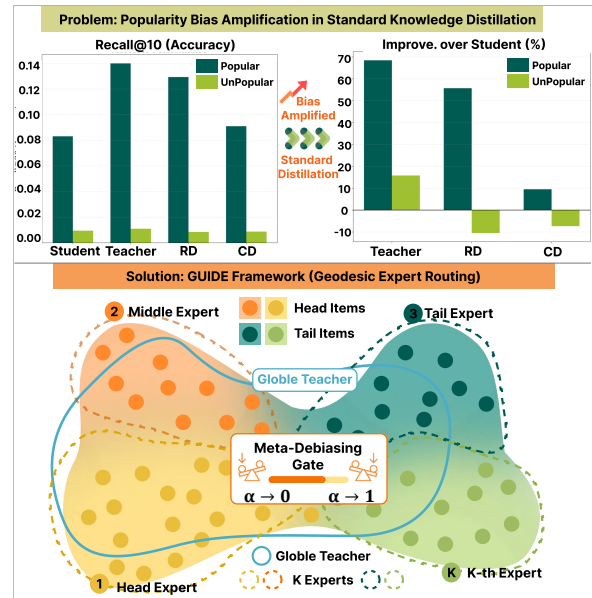 Problem: Popularity Bias Amplification in Standard Knowledge Distillation
Recall@10 (Accuracy)
Improve. over Student (%)
0.14
0.12
0.10
0.08
0.06
0.04
0.02
0.00
Popular
UnPopular
Student
Teacher
RD
CD
Bias
Amplified
Standard
Distillation
70
60
50
40
30
20
10
0
-10
Popular
UnPopular
Teacher
RD
CD
Solution: GUIDE Framework (Geodesic Expert Routing)
2 Middle Expert
Head Items
Tail Items
3 Tail Expert
Globle Teacher
Meta-Debiasing
Gate
α → 0
α → 1
Globle Teacher
K Experts
1 Head Expert
K K-th Expert